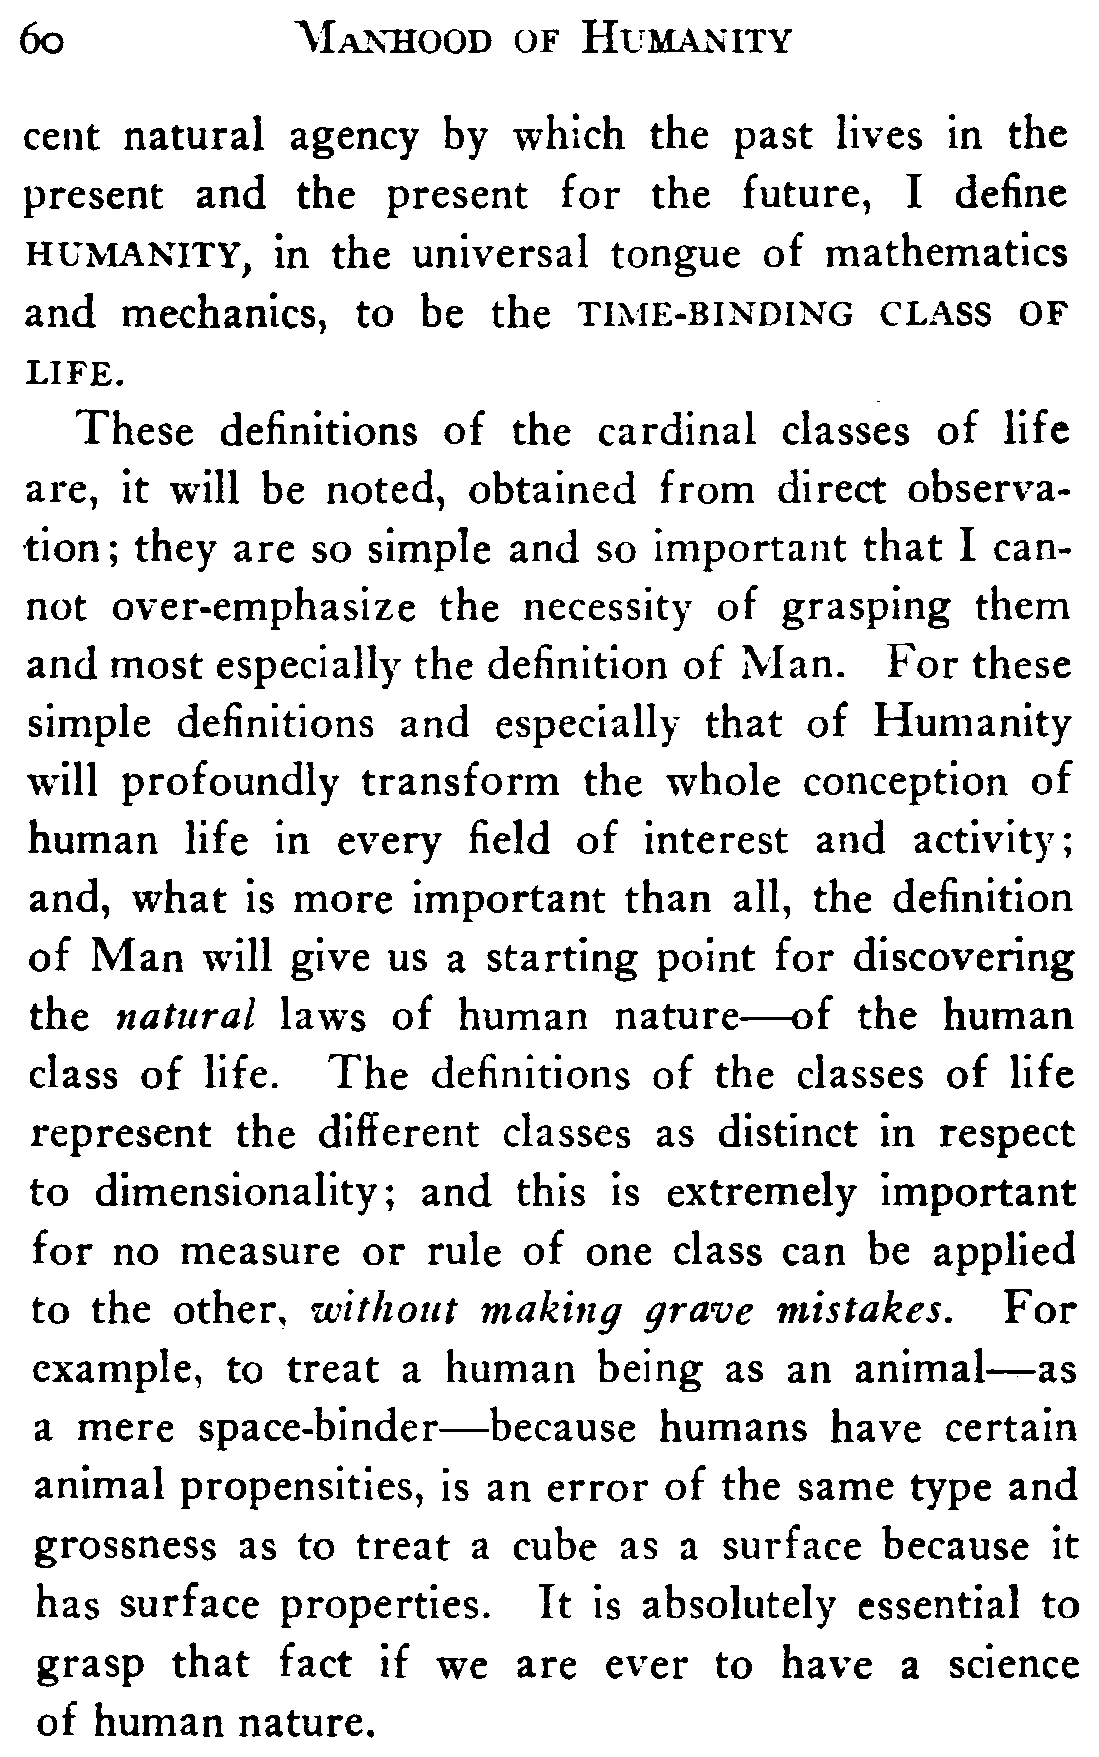 60 MANHOOD OF HUMANITY
cent natural agency by which the past lives in the
present and the present for the future, I define
HUMANITY, in the universal tongue of mathematics
and mechanics, to be the TIME-BINDING CLASS OF
LIFE.
These definitions of the cardinal classes of life
are, it will be noted, obtained from direct observa-
tion; they are so simple and so important that I can-
not over-emphasize the necessity of grasping them
and most especially the definition of Man. For these
simple definitions and especially that of Humanity
will profoundly transform the whole conception of
human life in every field of interest and activity;
and, what is more important than all, the definition
of Man will give us a starting point for discovering
the natural laws of human nature—of the human
class of life. The definitions of the classes of life
represent the different classes as distinct in respect
to dimensionality; and this is extremely important
for no measure or rule of one class can be applied
to the other, without making grave mistakes. For
example, to treat a human being as an animal—as
a mere space-binder—because humans have certain
animal propensities, is an error of the same type and
grossness as to treat a cube as a surface because it
has surface properties. It is absolutely essential to
grasp that fact if we are ever to have a science
of human nature.